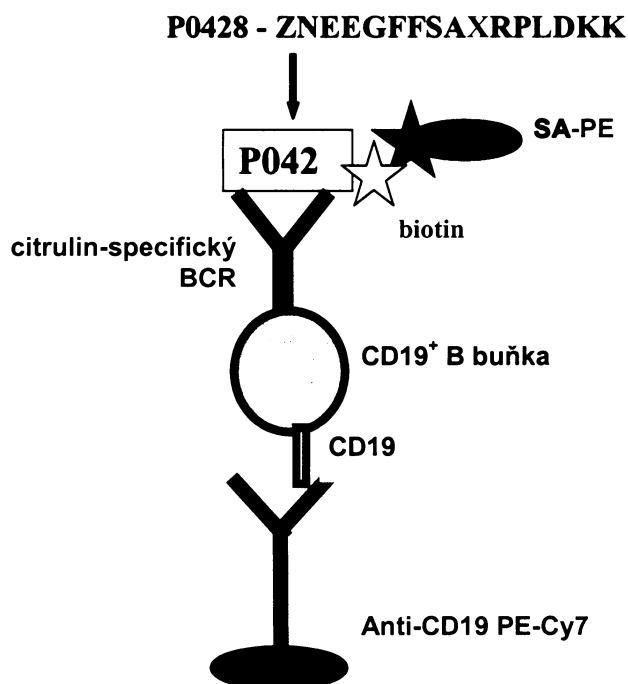 P0428 - ZNEEGFFSAXRPLDKK
SA-PE
P042
biotin
citrulin-specifický
BCR
CD19⁺ B buňka
CD19
Anti-CD19 PE-Cy7